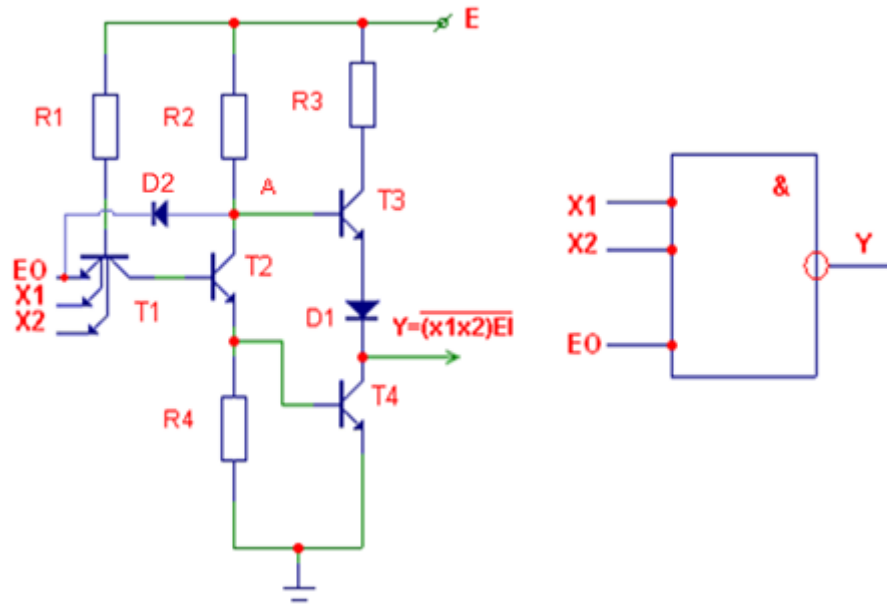 E
R1
R2
R3
D2
A
T3
EO
X1
X2
T1
T2
D1
Y=(x1x2)EI
R4
T4
&
X1
X2
Y
EO